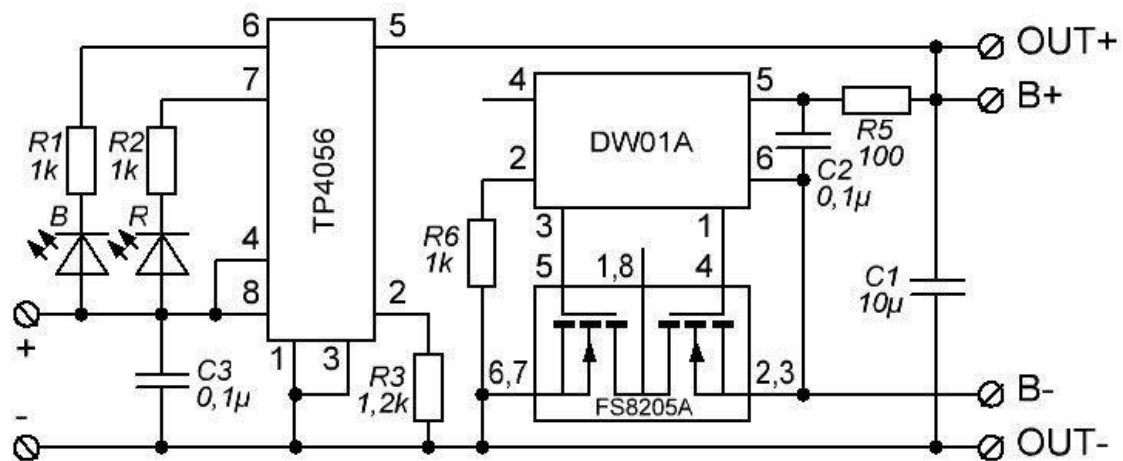 6
5
OUT+
7
4
5
B+
R1
1k
R2
1k
TP4056
DW01A
R5
100
2
6
C2
0,1µ
B
R
4
R6
1k
3
1
5
1,8
4
C1
10µ
8
2
+
1
3
C3
0,1µ
R3
1,2k
6,7
2,3
FS8205A
B-
-
OUT-